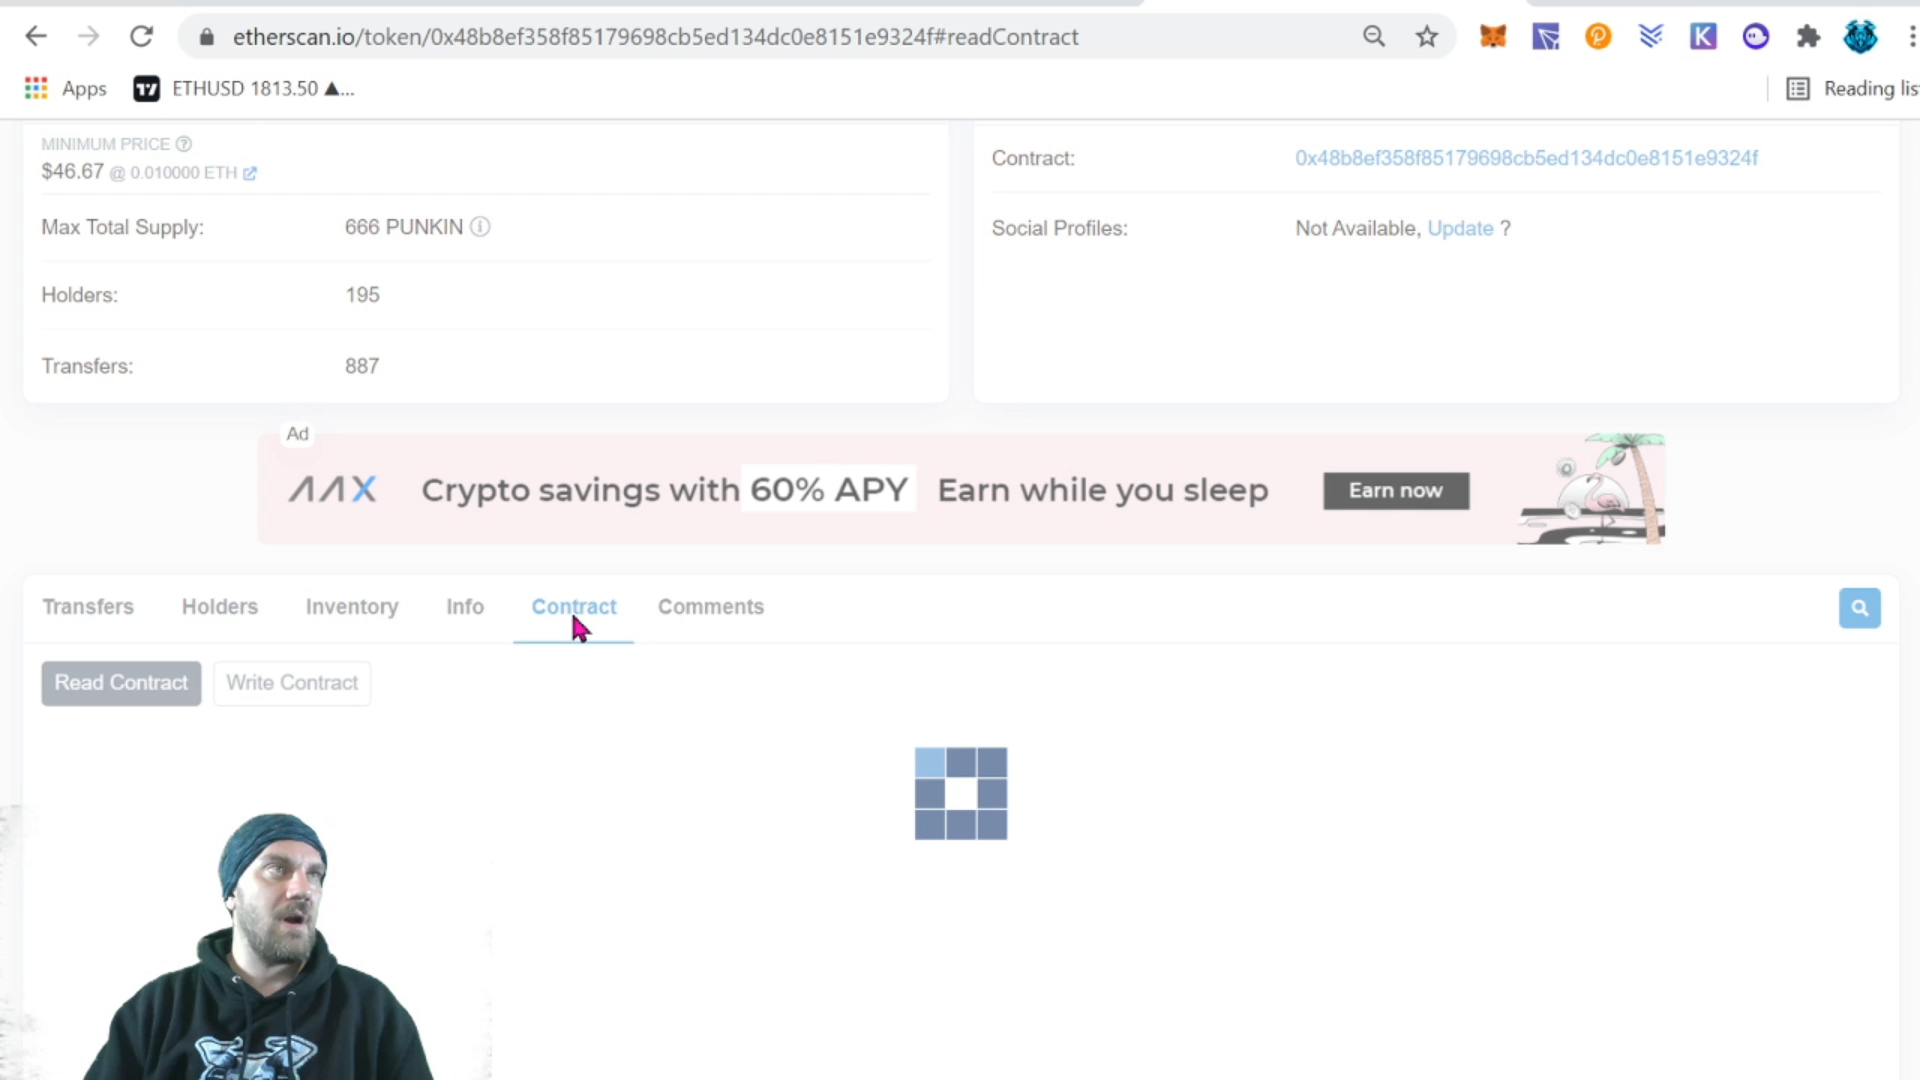 etherscan.io/token/0x48b8ef358f85179698cb5ed134dc0e8151e9324f#readContract
Apps
ETHUSD 1813.50 ▲...
Reading lis
MINIMUM PRICE
$46.67 @ 0.010000 ETH
Max Total Supply: 666 PUNKIN
Holders: 195
Transfers: 887
Contract: 0x48b8ef358f85179698cb5ed134dc0e8151e9324f
Social Profiles: Not Available, Update ?
Ad
AAX Crypto savings with 60% APY Earn while you sleep Earn now
Transfers Holders Inventory Info Contract Comments
Read Contract Write Contract